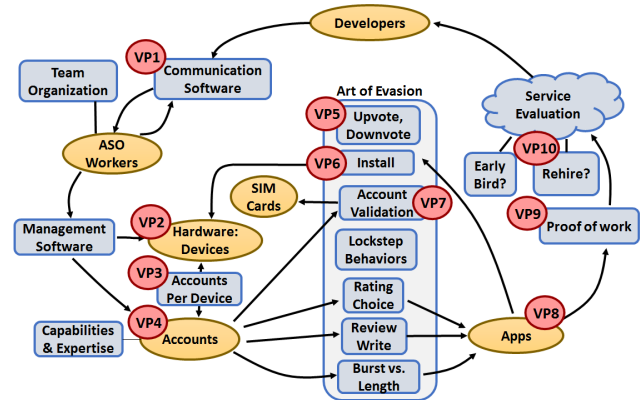 Developers
VP1
Team
Organization
Communication
Software
Art of Evasion
VP5
Upvote,
Downvote
Service
Evaluation
ASO
Workers
VP6
Install
VP10
Early
Bird?
Rehire?
SIM
Cards
Account
Validation
VP7
VP9
Proof of work
Management
Software
VP2
Hardware:
Devices
Lockstep
Behaviors
VP3
Accounts
Per Device
Rating
Choice
VP4
VP8
Capabilities
& Expertise
Accounts
Review
Write
Apps
Burst vs.
Length